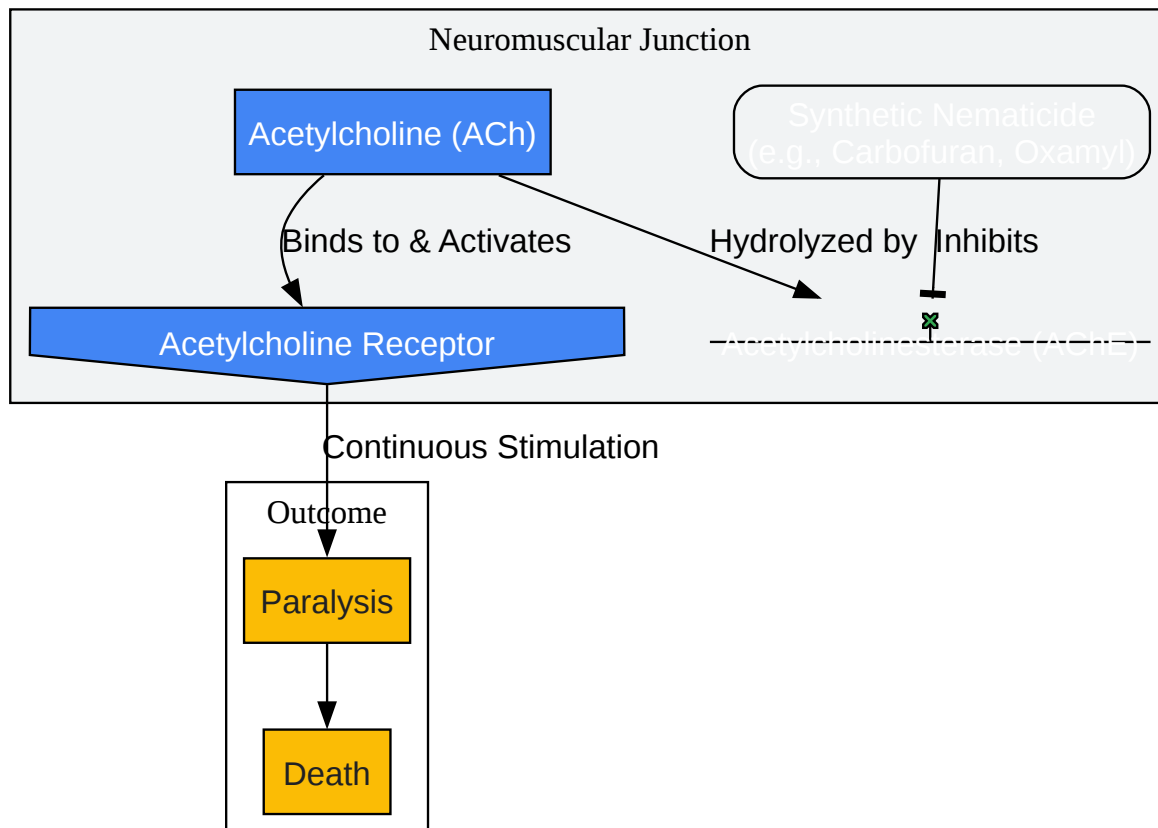 Neuromuscular Junction
Acetylcholine (ACh)
Synthetic Nematicide
(e.g., Carbofuran, Oxamyl)
Binds to & Activates
Hydrolyzed by
Inhibits
Acetylcholine Receptor
Acetylcholinesterase (AChE)
Continuous Stimulation
Outcome
Paralysis
Death